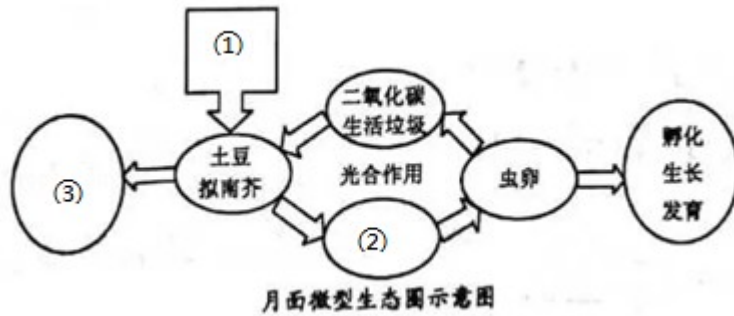 ①
二氧化碳
生活垃圾
孵化
生长
发育
土豆
拟南芥
光合作用
虫卵
③
②
月面微型生态圈示意图